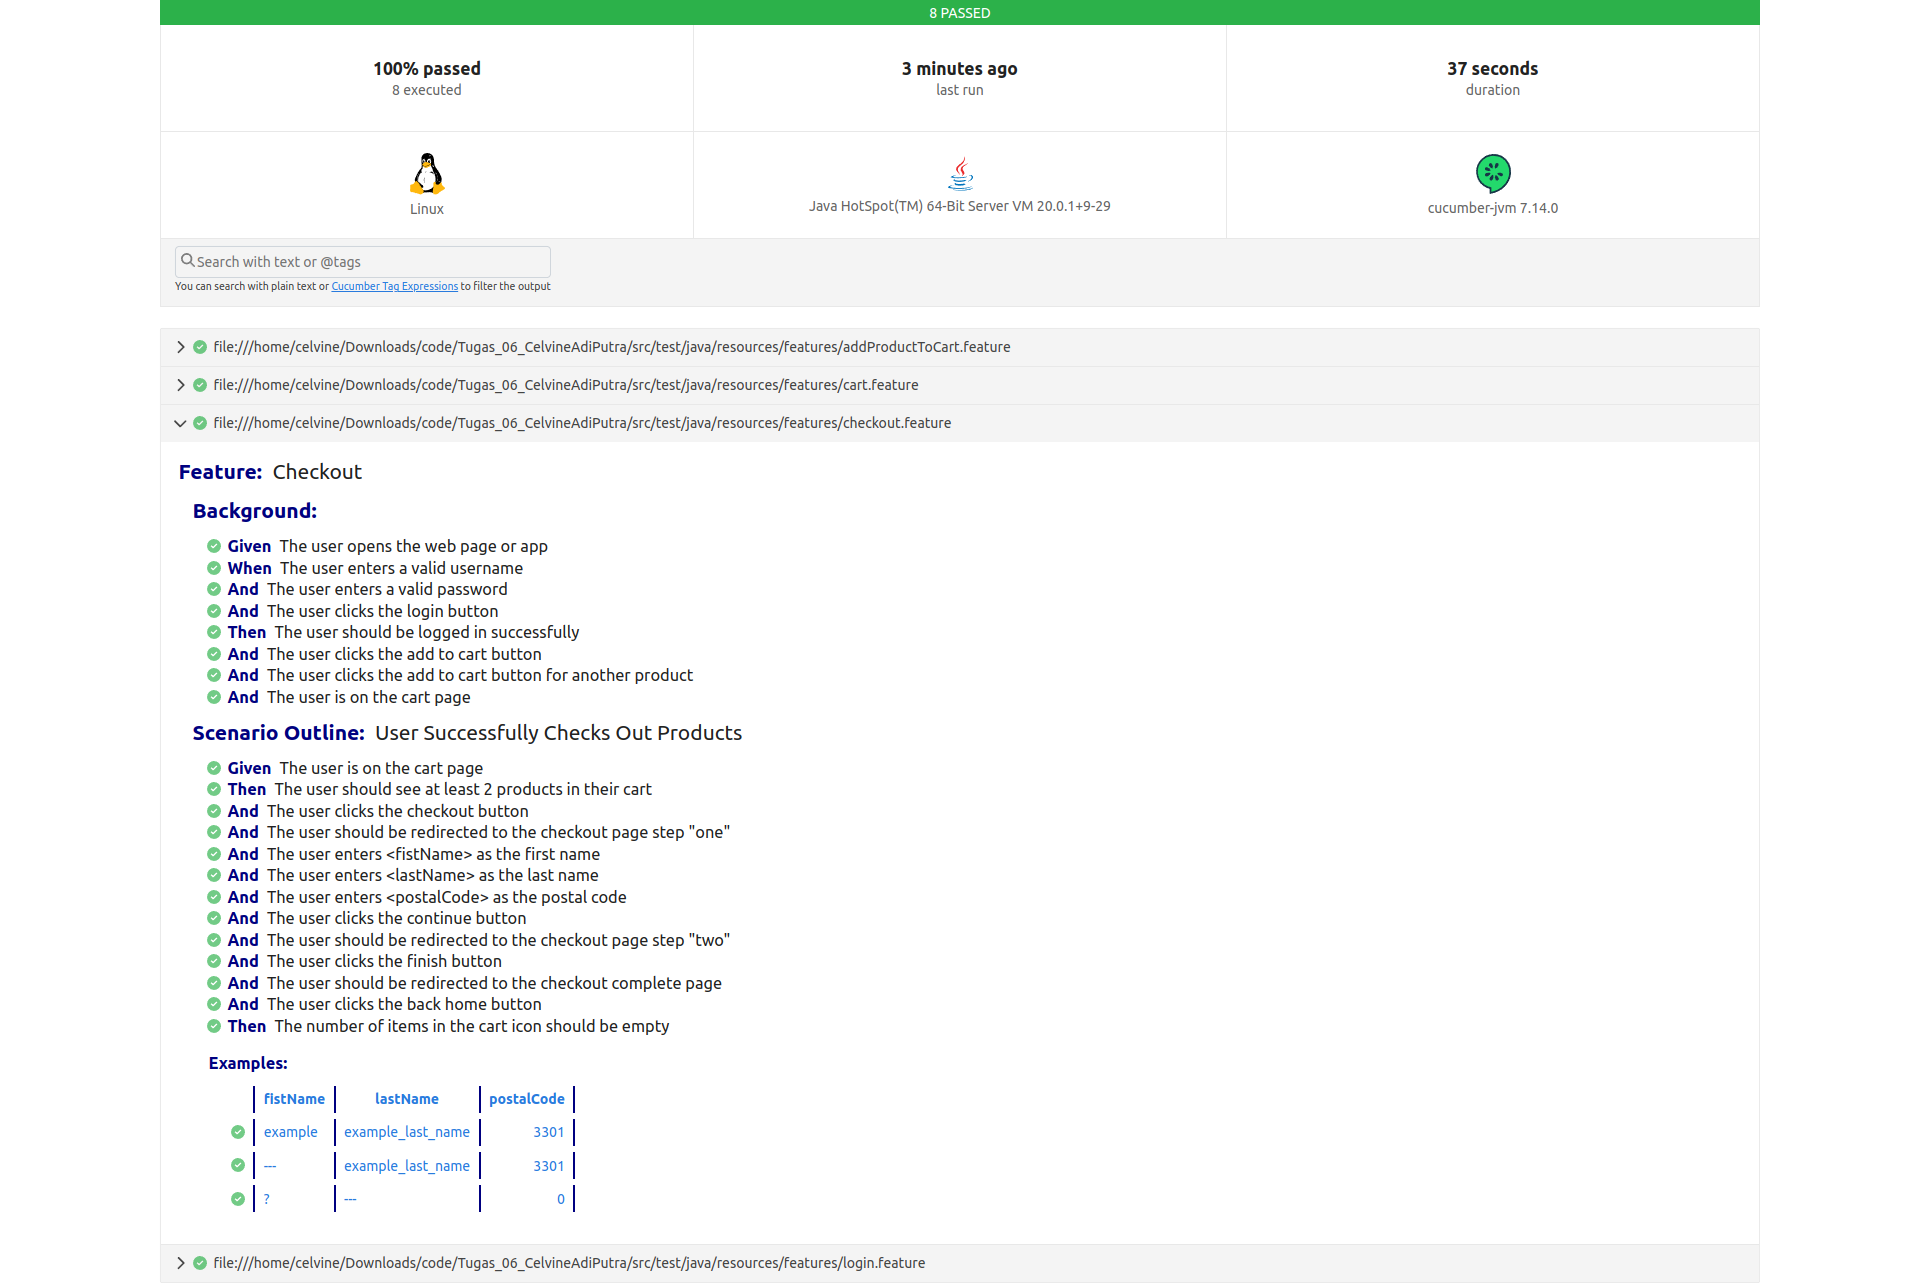 8 PASSED
100% passed
8 executed
3 minutes ago
last run
37 seconds
duration
Linux
Java HotSpot(TM) 64-Bit Server VM 20.0.1+9-29
cucumber-jvm 7.14.0
Search with text or @tags
You can search with plain text or Cucumber Tag Expressions to filter the output
file:///home/celvine/Downloads/code/Tugas_06_CelvineAdiPutra/src/test/java/resources/features/addProductToCart.feature
file:///home/celvine/Downloads/code/Tugas_06_CelvineAdiPutra/src/test/java/resources/features/cart.feature
file:///home/celvine/Downloads/code/Tugas_06_CelvineAdiPutra/src/test/java/resources/features/checkout.feature
Feature: Checkout
Background:
Given The user opens the web page or app
When The user enters a valid username
And The user enters a valid password
And The user clicks the login button
Then The user should be logged in successfully
And The user clicks the add to cart button
And The user clicks the add to cart button for another product
And The user is on the cart page
Scenario Outline: User Successfully Checks Out Products
Given The user is on the cart page
Then The user should see at least 2 products in their cart
And The user clicks the checkout button
And The user should be redirected to the checkout page step "one"
And The user enters <fistName> as the first name
And The user enters <lastName> as the last name
And The user enters <postalCode> as the postal code
And The user clicks the continue button
And The user should be redirected to the checkout page step "two"
And The user clicks the finish button
And The user should be redirected to the checkout complete page
And The user clicks the back home button
Then The number of items in the cart icon should be empty
Examples:
fistName lastName postalCode
example example_last_name 3301
--- example_last_name 3301
? --- 0
file:///home/celvine/Downloads/code/Tugas_06_CelvineAdiPutra/src/test/java/resources/features/login.feature